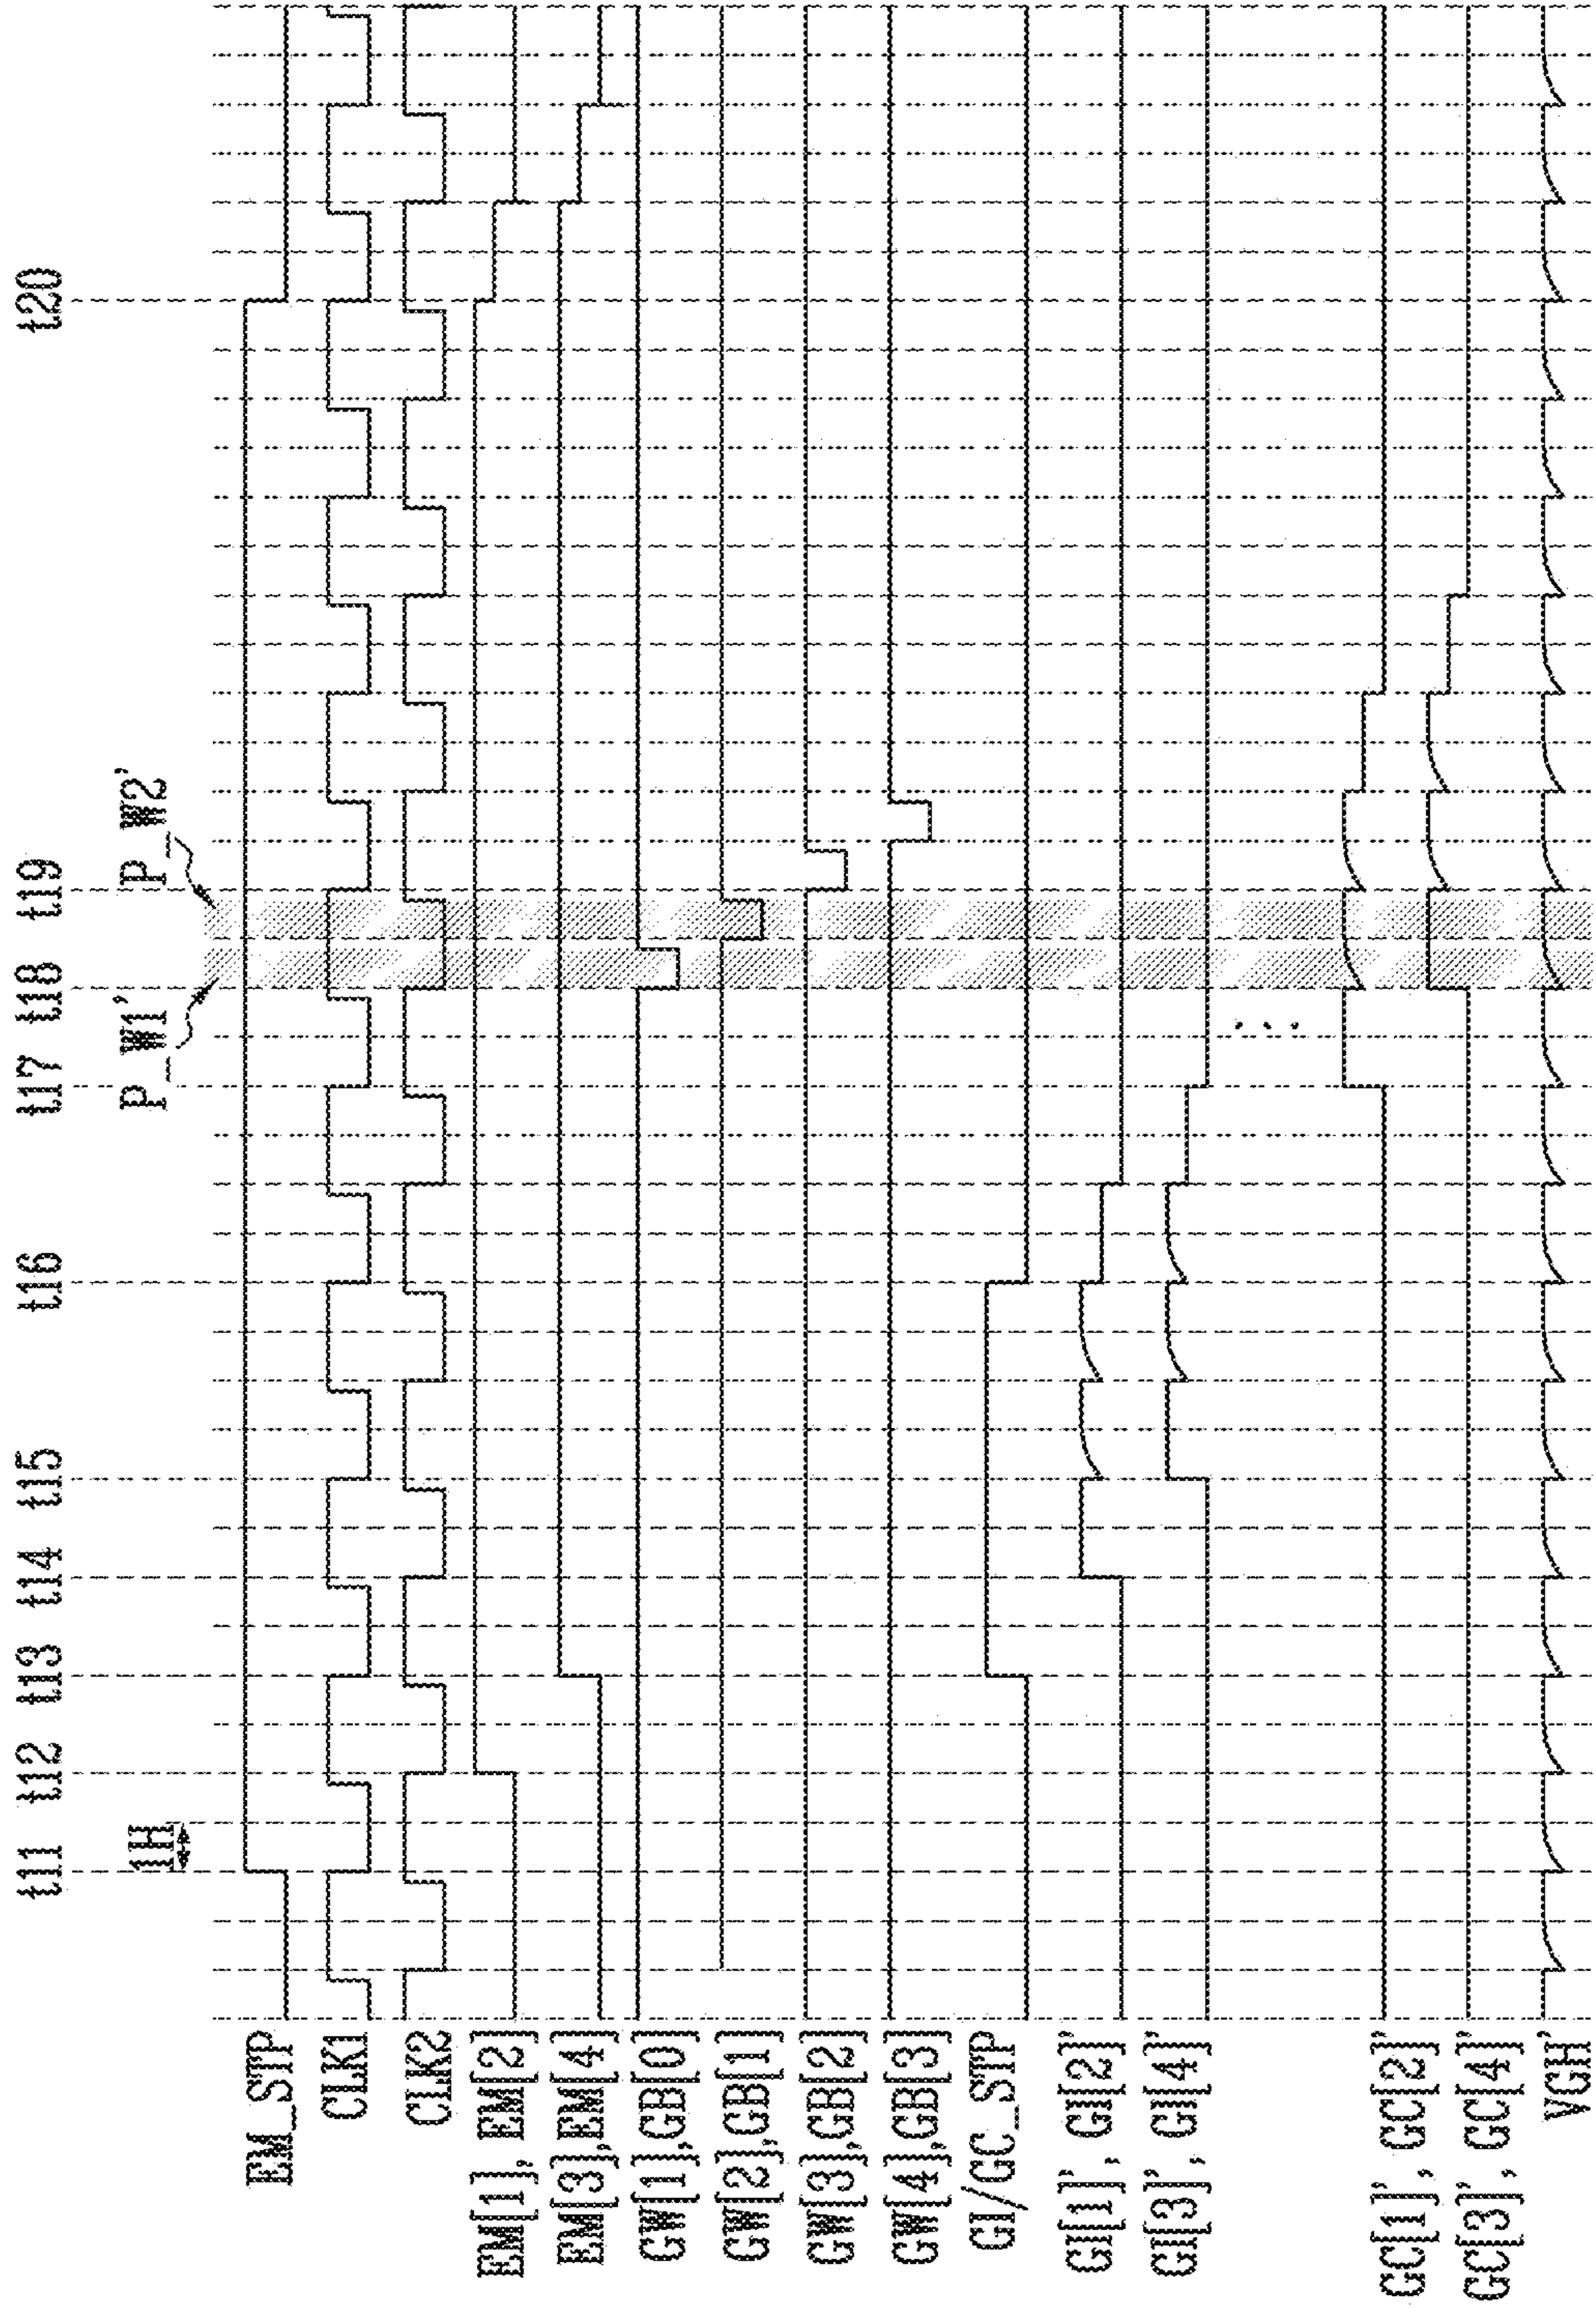 t11 t12 t13 t14 t15 t16 t17 t18 t19 t20
1H P_W1' P_W2'
EM_STP
CLK1
CLK2
EM[1], EM[2]
EM[3],EM[4]
GW[1],GB[0]
GW[2],GB[1]
GW[3],GB[2]
GW[4],GB[3]
GI/GC_STP
GI[1]', GI[2]'
GI[3]', GI[4]'
...
GC[1]', GC[2]'
GC[3]', GC[4]'
VGH'